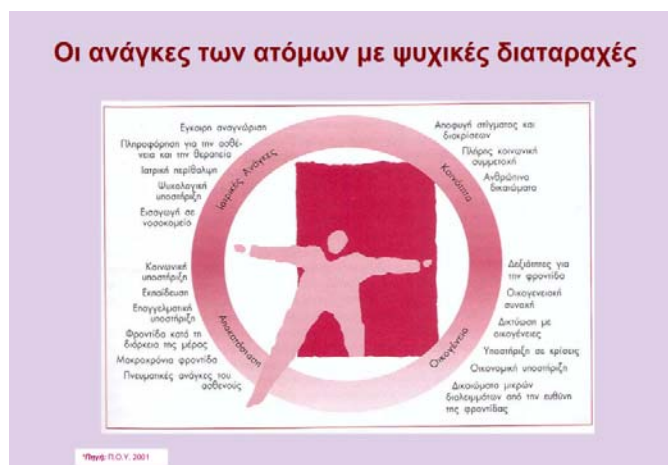 Οι ανάγκες των ατόμων με ψυχικές διαταραχές
Έγκαιρη αναγνώριση
Πληροφόρηση για την ασθέ-
νεια και την θεραπεία
Ιατρική περίθαλψη
Ψυχολογική
υποστήριξη
Εισαγωγή σε
νοσοκομείο
Ιατρικές Ανάγκες
Αποφυγή στίγματος και
διακρίσεων
Πλήρης κοινωνική
συμμετοχή
Ανθρώπινα
δικαιώματα
Κοινότητα
Κοινωνική
υποστήριξη
Εκπαίδευση
Επαγγελματική
υποστήριξη
Φροντίδα κατά τη
διάρκεια της μέρας
Μακροχρόνια φροντίδα
Πνευματικές ανάγκες του
ασθενούς
Αποκατάσταση
Δεξιότητες για
την φροντίδα
Οικογενειακή
συνοχή
Δικτύωση με
οικογένειες
Υποστήριξη σε κρίσεις
Οικονομική υποστήριξη
Δικαιώματα μικρών
διαλειμμάτων από την ευθύνη
της φροντίδας
Οικογένεια
*Πηγή: Π.Ο.Υ. 2001